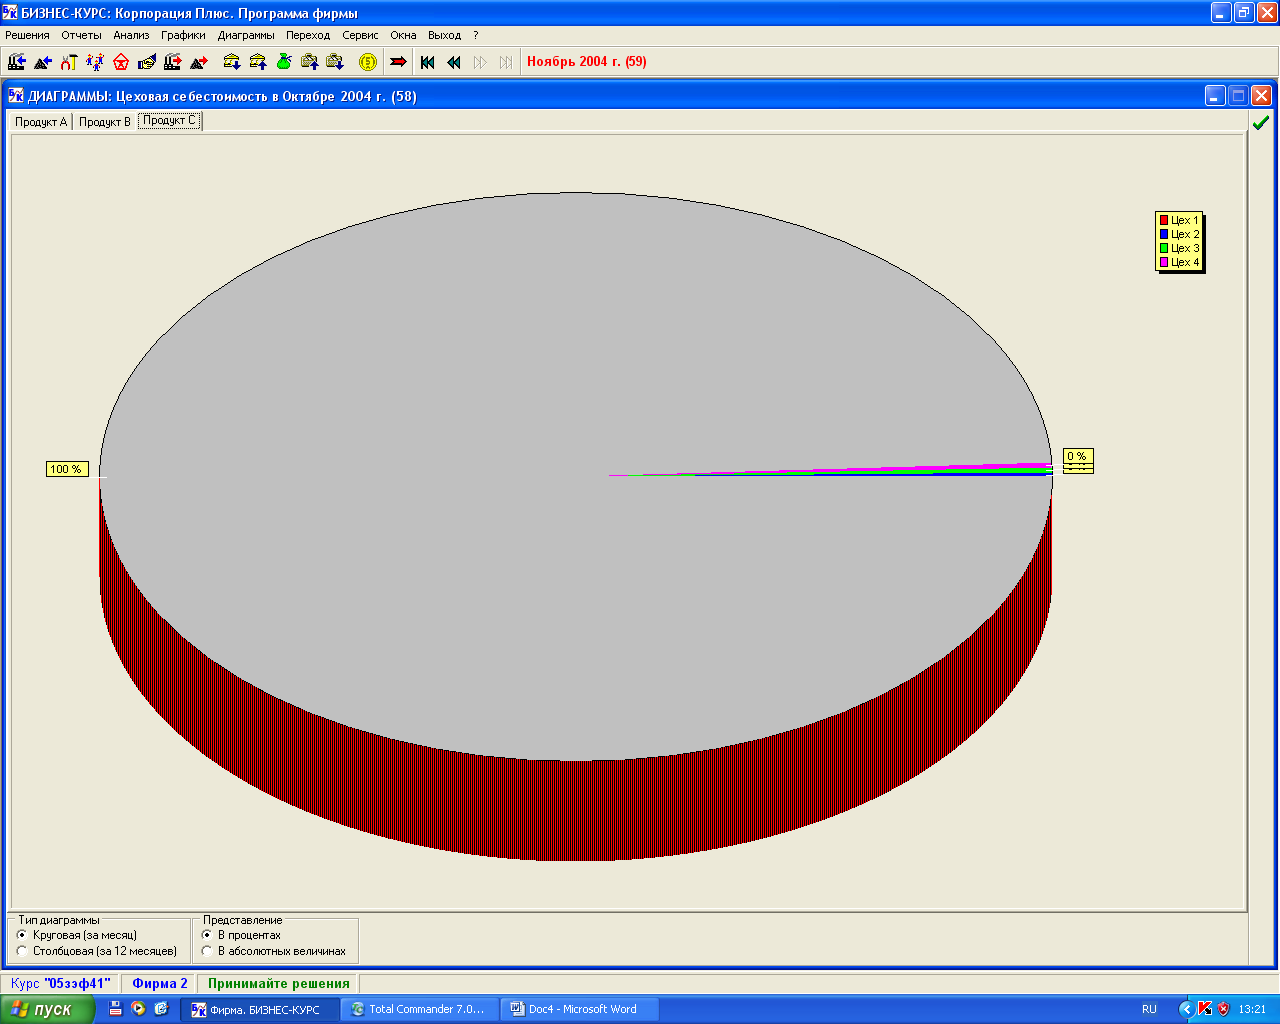 БИЗНЕС-КУРС: Корпорация Плюс. Программа фирмы
Решения Отчеты Анализ Графики Диаграммы Переход Сервис Окна Выход ?
Ноябрь 2004 г. (59)
ДИАГРАММЫ: Цеховая себестоимость в Октябре 2004 г. (58)
Продукт A Продукт B Продукт C
Цех 1
Цех 2
Цех 3
Цех 4
0 %
100 %
Тип диаграммы
Круговая (за месяц)
Столбцовая (за 12 месяцев)
Представление
В процентах
В абсолютных величинах
Курс "05ззф41" Фирма 2 Принимайте решения
пуск Фирма. БИЗНЕС-КУРС Total Commander 7.0... Doc4 - Microsoft Word RU 13:21